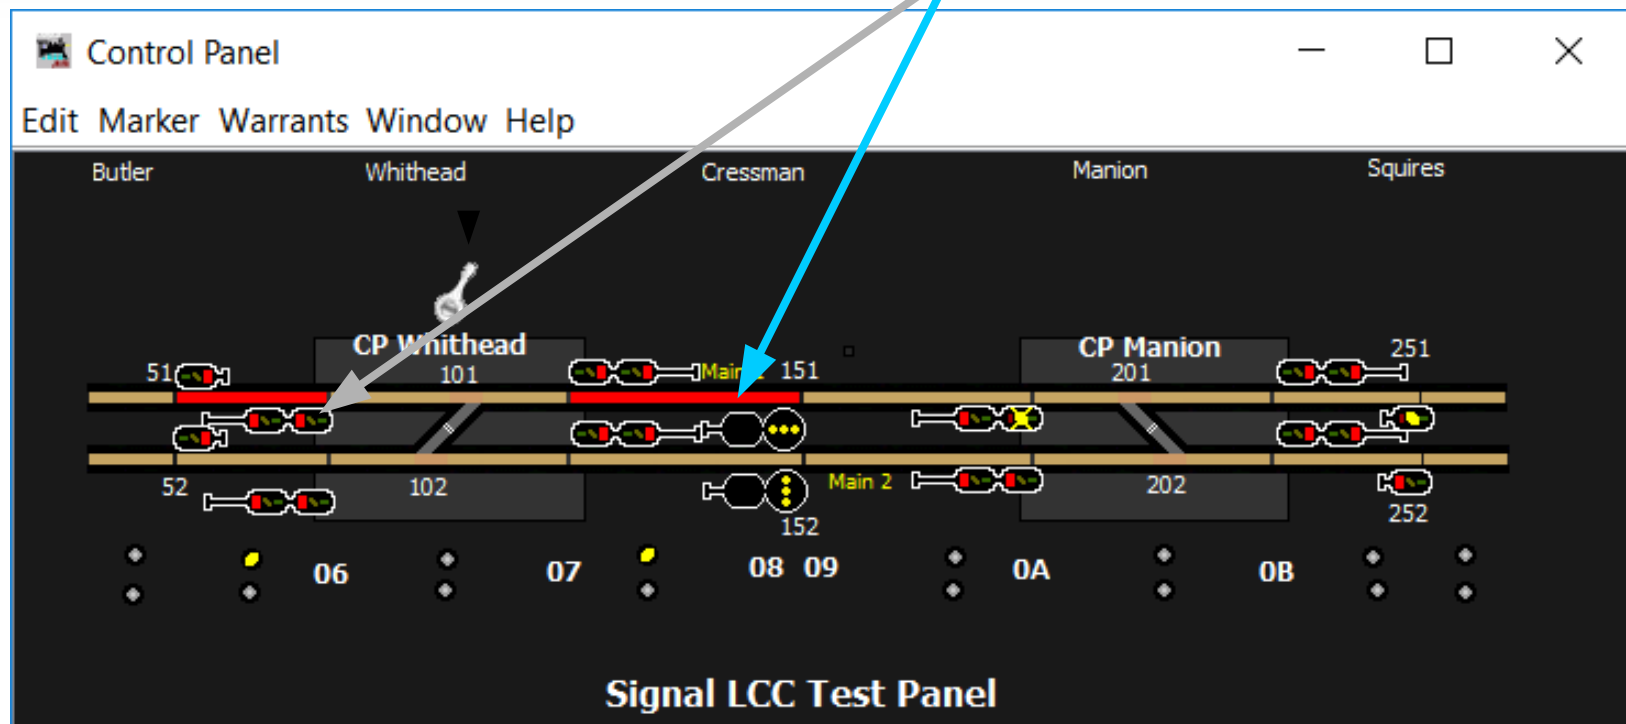 Control Panel
Edit Marker Warrants Window Help
Butler Whithead Cressman Manion Squires
CP Whithead CP Manion 251
51 101 Main 151 201
52 102 Main 2 202
152 252
06 07 08 09 0A 0B
Signal LCC Test Panel